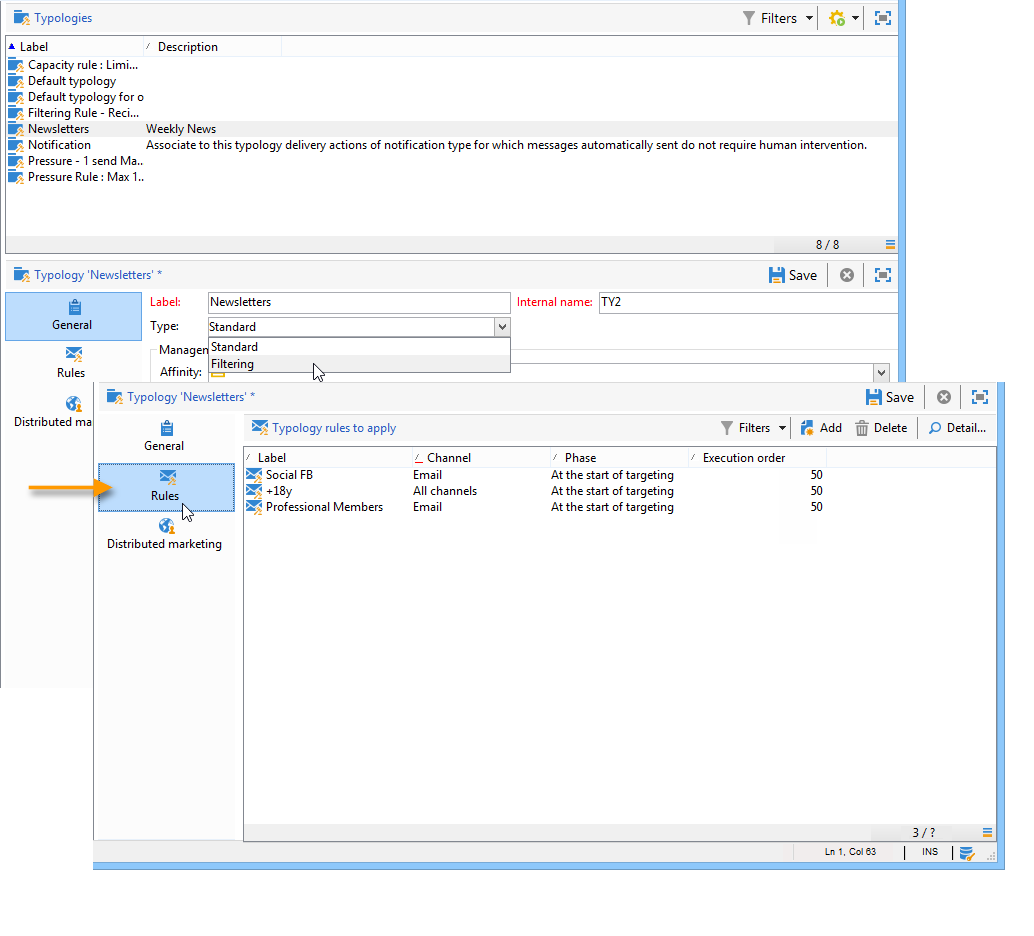 Typologies Filters
Label Description
Capacity rule : Limi...
Default typology
Default typology for o
Filtering Rule - Reci...
Newsletters Weekly News
Notification Associate to this typology delivery actions of notification type for which messages automatically sent do not require human intervention.
Pressure - 1 send Ma..
Pressure Rule : Max 1..
8 / 8
Typology 'Newsletters' * Save
General
Label: Newsletters Internal name: TY2
Type: Standard
Standard
Filtering
Managem
Affinity:
Rules
Distributed ma
Typology 'Newsletters' * Save
General
Rules
Distributed marketing
Typology rules to apply Filters Add Delete Detail...
Label Channel Phase Execution order
Social FB Email At the start of targeting 50
+18y All channels At the start of targeting 50
Professional Members Email At the start of targeting 50
3 / ?
Ln 1, Col 63 INS